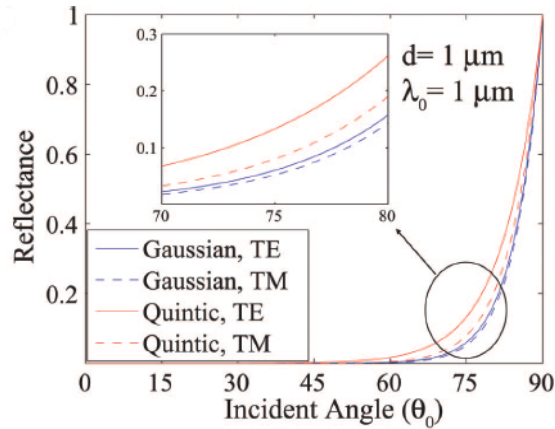 1
0.8
0.6
0.4
0.2
Reflectance
0.3
0.2
0.1
70
75
80
d= 1 μm
λ₀= 1 μm
Gaussian, TE
Gaussian, TM
Quintic, TE
Quintic, TM
0
15
30
45
60
75
90
Incident Angle (θ₀)